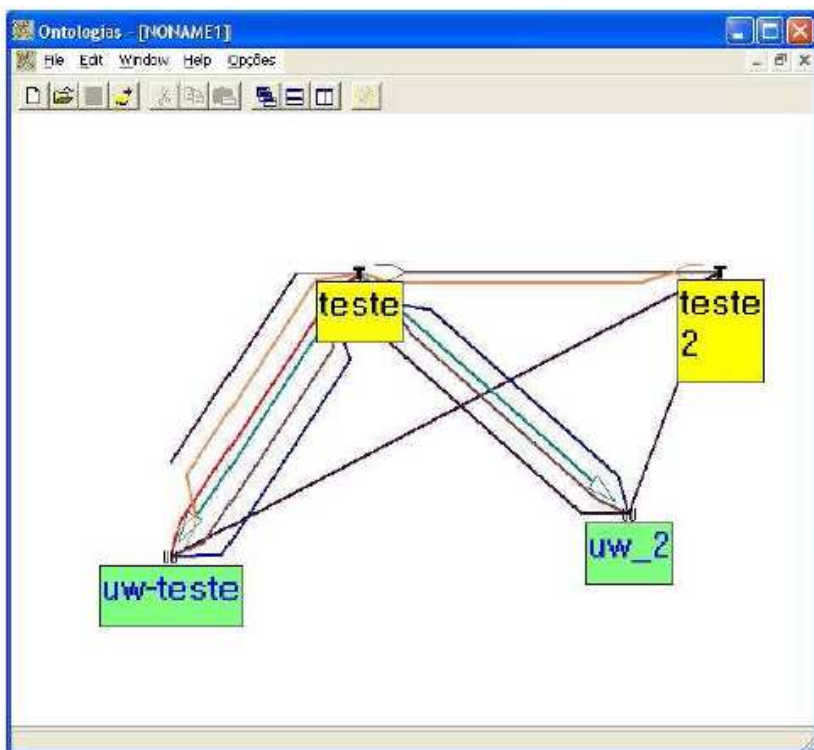 Ontologias - [NONAME1]
File Edit Window Help Opções
teste
teste
2
uw_2
uw-teste